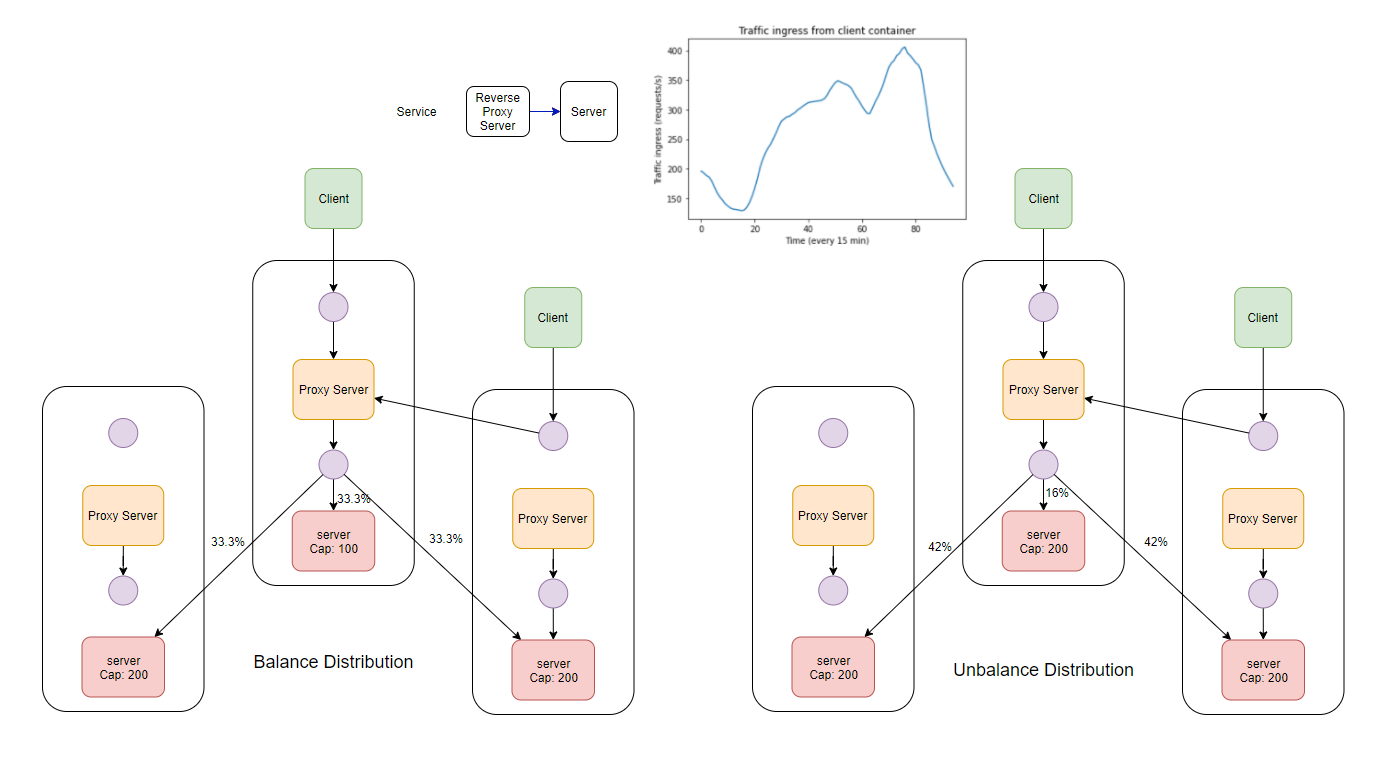 Traffic ingress from client container
400
350
300
250
200
150
Traffic ingress (requests/s)
0
20
40
60
80
Time (every 15 min)
Service
Reverse
Proxy
Server
Server
Client
Client
Proxy Server
Proxy Server
Proxy Server
33.3%
33.3%
33.3%
server
Cap: 100
server
Cap: 200
server
Cap: 200
Balance Distribution
Client
Client
Proxy Server
Proxy Server
Proxy Server
16%
42%
42%
server
Cap: 200
server
Cap: 200
server
Cap: 200
Unbalance Distribution